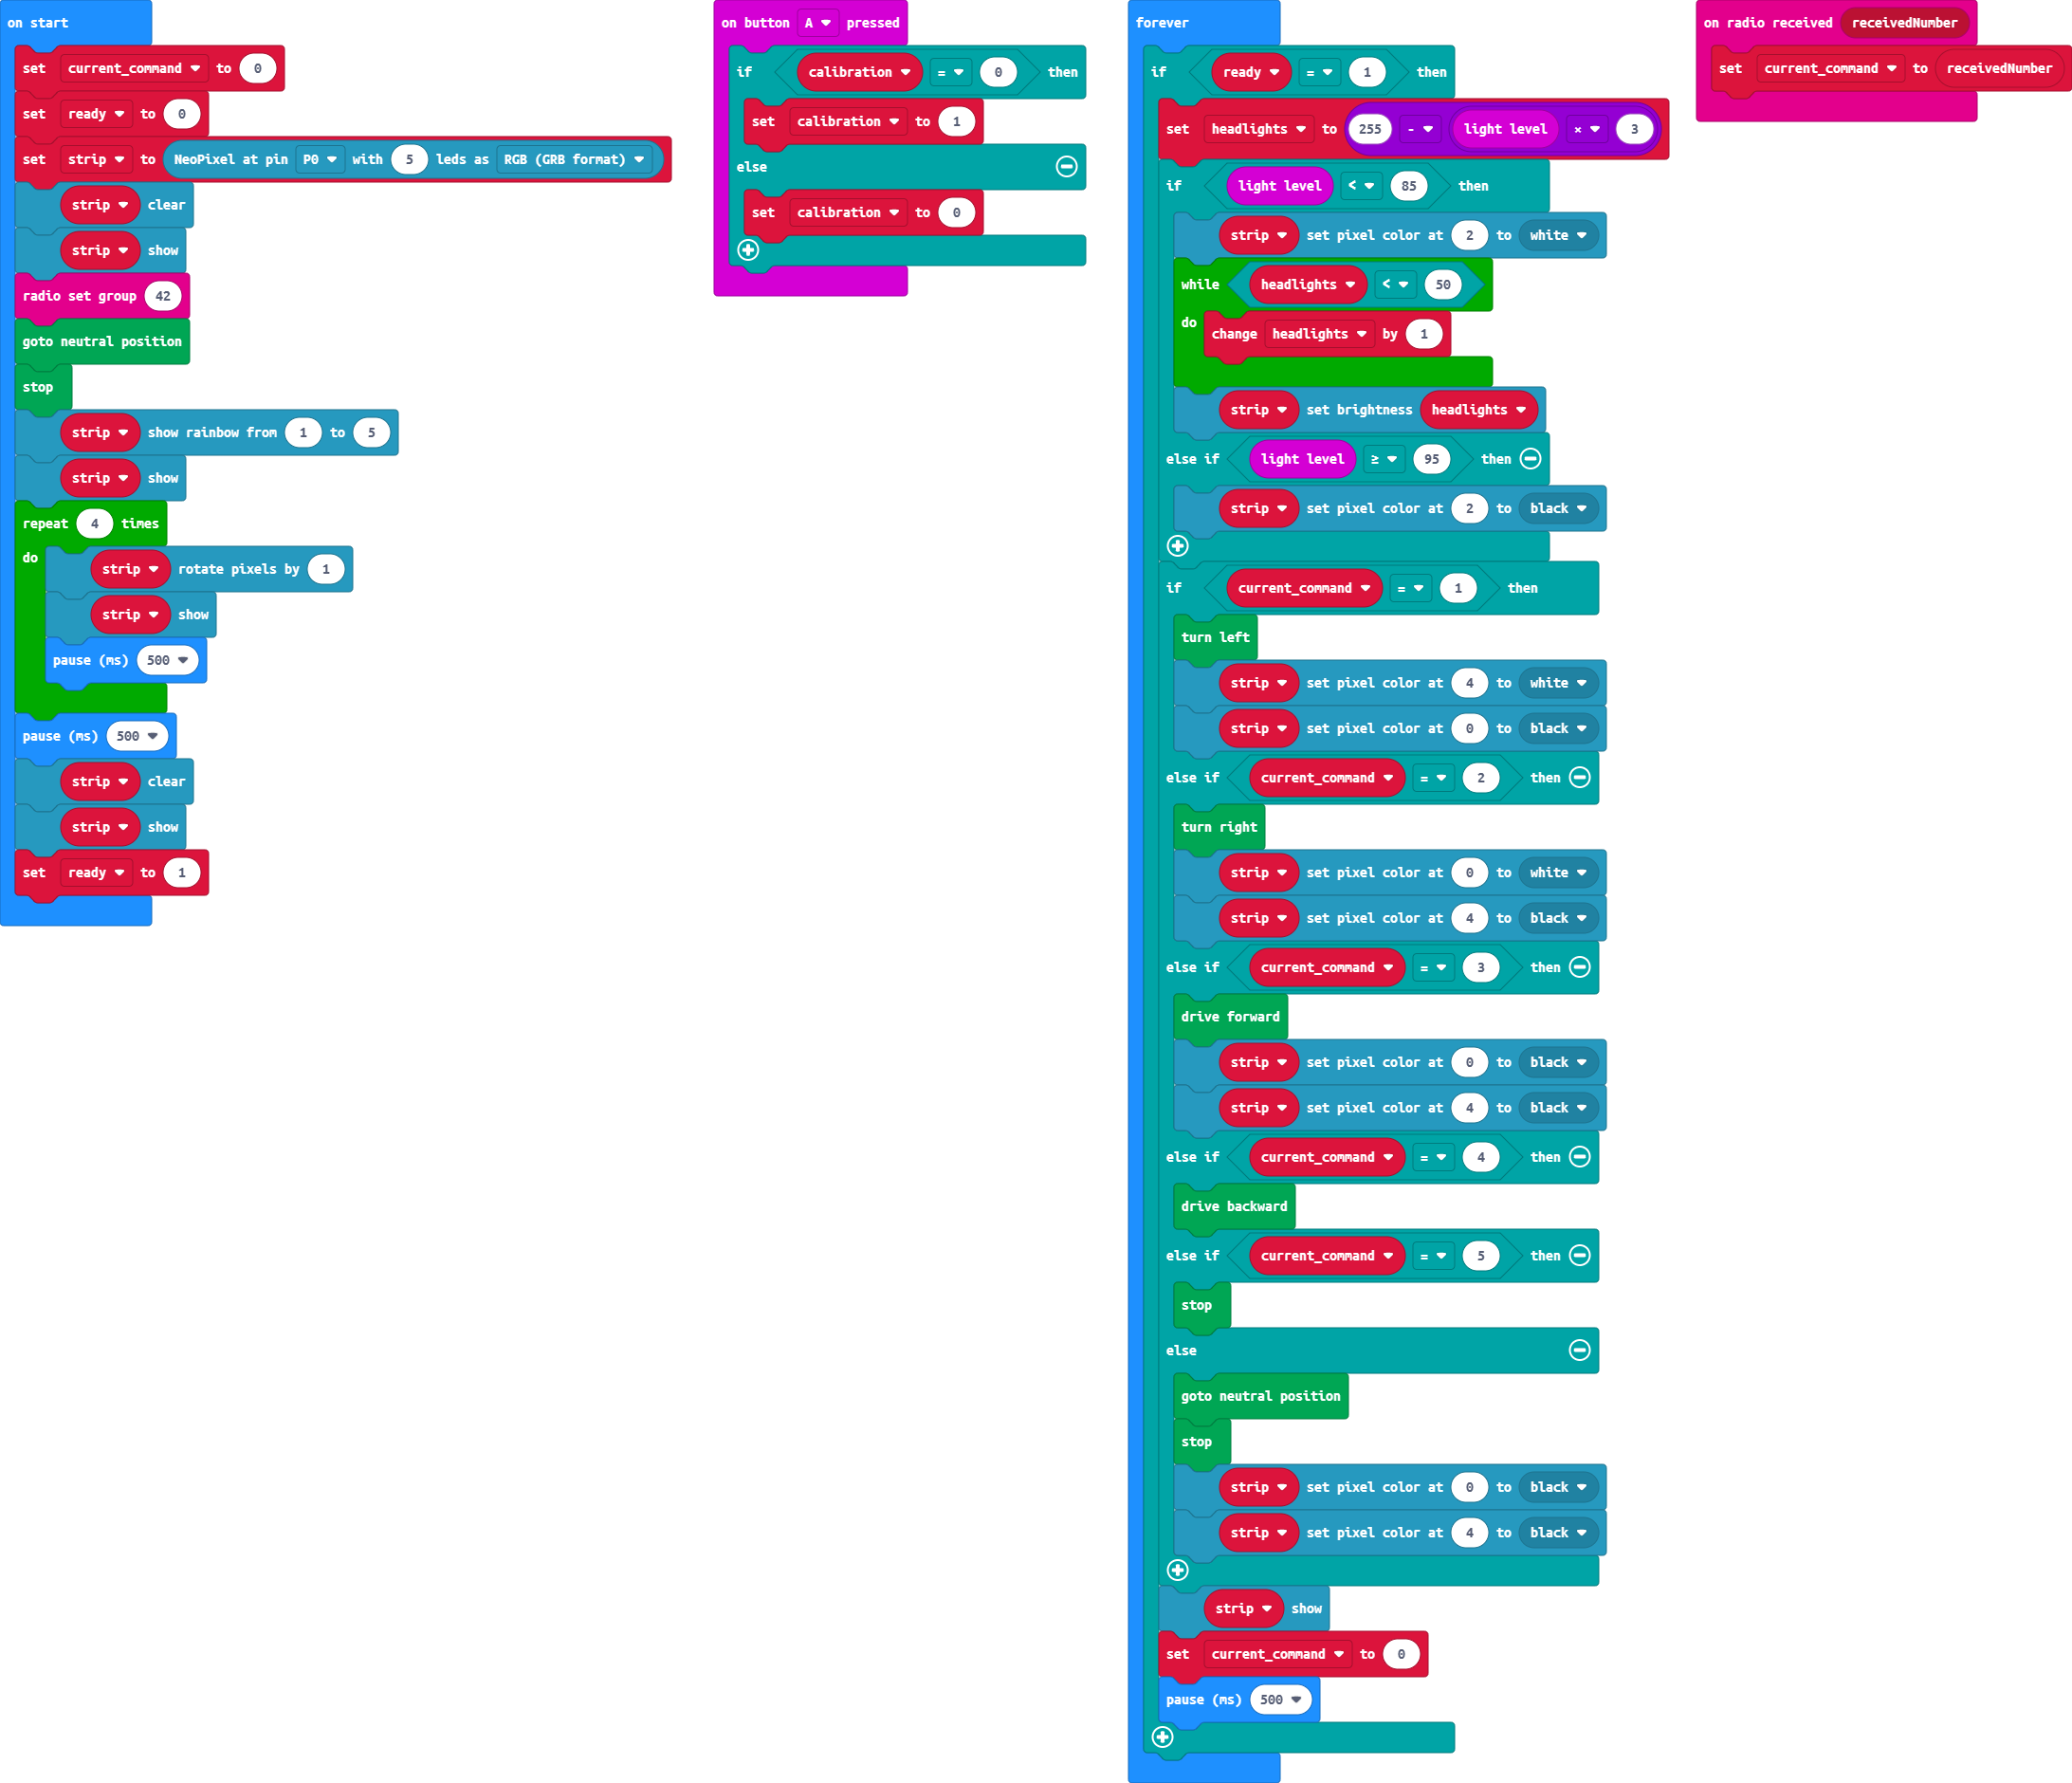 on start
set current_command to 0
set ready to 0
set strip to NeoPixel at pin P0 with 5 leds as RGB (GRB format)
strip clear
strip show
radio set group 42
goto neutral position
stop
strip show rainbow from 1 to 5
strip show
repeat 4 times
do
strip rotate pixels by 1
strip show
pause (ms) 500
pause (ms) 500
strip clear
strip show
set ready to 1
on button A pressed
if calibration = 0 then
set calibration to 1
else
set calibration to 0
forever
if ready = 1 then
set headlights to 255 - light level × 3
if light level < 85 then
strip set pixel color at 2 to white
while headlights < 50
do change headlights by 1
strip set brightness headlights
else if light level ≥ 95 then
strip set pixel color at 2 to black
if current_command = 1 then
turn left
strip set pixel color at 4 to white
strip set pixel color at 0 to black
else if current_command = 2 then
turn right
strip set pixel color at 0 to white
strip set pixel color at 4 to black
else if current_command = 3 then
drive forward
strip set pixel color at 0 to black
strip set pixel color at 4 to black
else if current_command = 4 then
drive backward
else if current_command = 5 then
stop
else
goto neutral position
stop
strip set pixel color at 0 to black
strip set pixel color at 4 to black
strip show
set current_command to 0
pause (ms) 500
on radio received receivedNumber
set current_command to receivedNumber